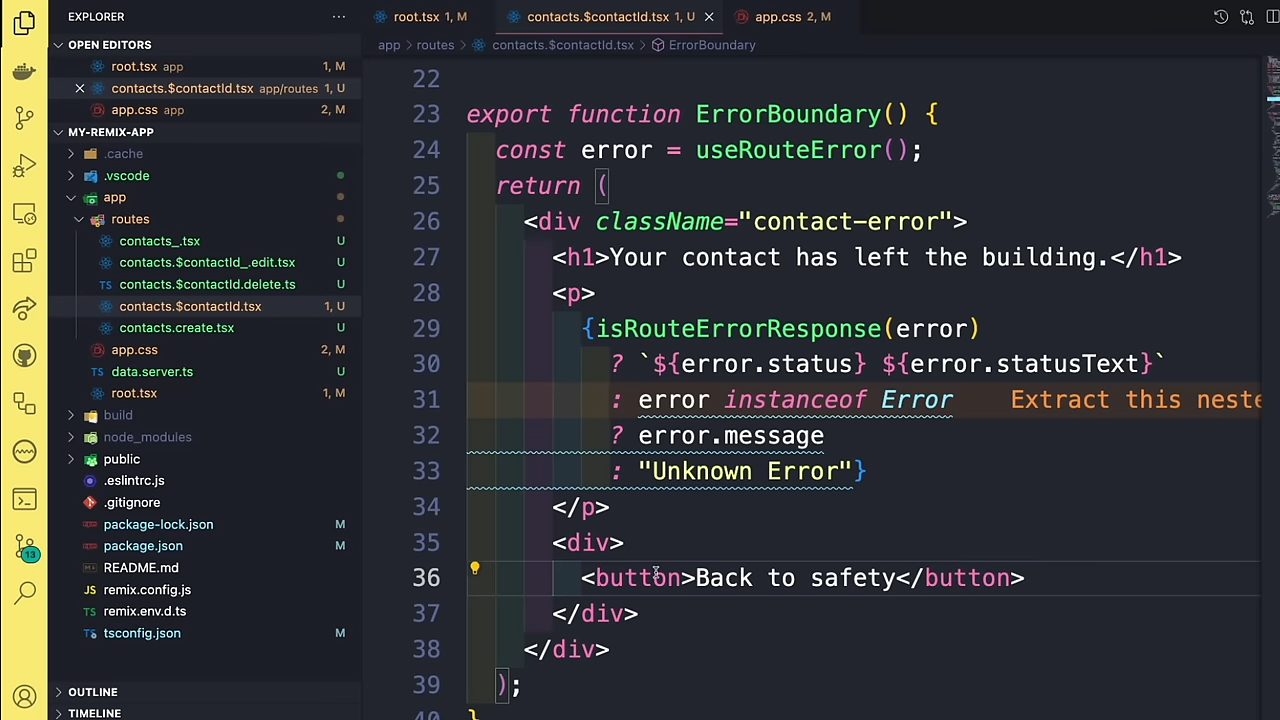 EXPLORER
OPEN EDITORS
root.tsx app 1, M
contacts.$contactId.tsx app/routes 1, U
app.css app 2, M
MY-REMIX-APP
.cache
.vscode
app
routes
contacts_.tsx U
contacts.$contactId_.edit.tsx U
contacts.$contactId.delete.ts U
contacts.$contactId.tsx 1, U
contacts.create.tsx U
app.css 2, M
data.server.ts U
root.tsx 1, M
build
node_modules
public
.eslintrc.js
.gitignore
package-lock.json M
package.json M
README.md
remix.config.js
remix.env.d.ts
tsconfig.json M
OUTLINE
TIMELINE
13
root.tsx 1, M contacts.$contactId.tsx 1, U app.css 2, M
app routes contacts.$contactId.tsx ErrorBoundary
22
23 export function ErrorBoundary() {
24 const error = useRouteError();
25 return (
26 <div className="contact-error">
27 <h1>Your contact has left the building.</h1>
28 <p>
29 {isRouteErrorResponse(error)
30 ? `${error.status} ${error.statusText}`
31 : error instanceof Error Extract this neste
32 ? error.message
33 : "Unknown Error"}
34 </p>
35 <div>
36 <button>Back to safety</button>
37 </div>
38 </div>
39 );
40 }